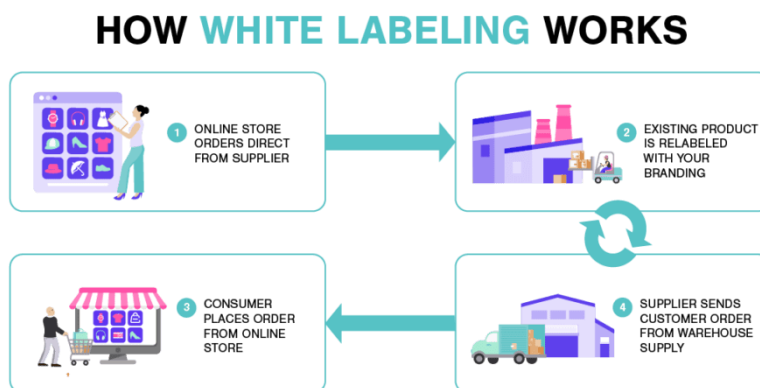 HOW WHITE LABELING WORKS
1
ONLINE STORE
ORDERS DIRECT
FROM SUPPLIER
2
EXISTING PRODUCT
IS RELABELED
WITH YOUR
BRANDING
3
CONSUMER
PLACES ORDER
FROM ONLINE
STORE
4
SUPPLIER SENDS
CUSTOMER ORDER
FROM WAREHOUSE
SUPPLY